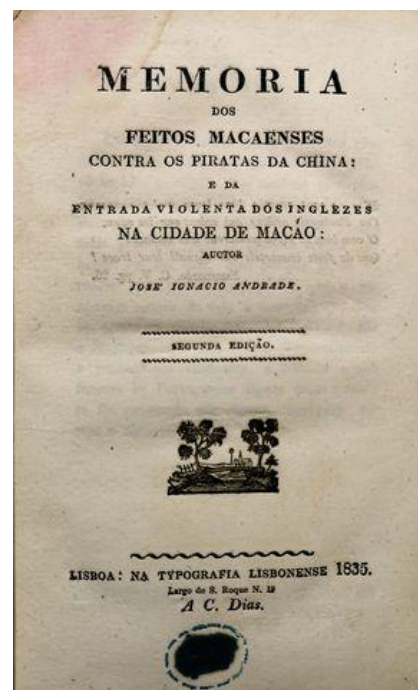 MEMORIA
DOS
FEITOS MACAENSES
CONTRA OS PIRATAS DA CHINA:
E DA
ENTRADA VIOLENTA DOS INGLEZES
NA CIDADE DE MACÁO:
AUCTOR
JOSE' IGNACIO ANDRADE.
SEGUNDA EDIÇÃO.
LISBOA: NA TYPOGRAFIA LISBONENSE 1835.
Largo de S. Roque N. 19
A C. Dias.